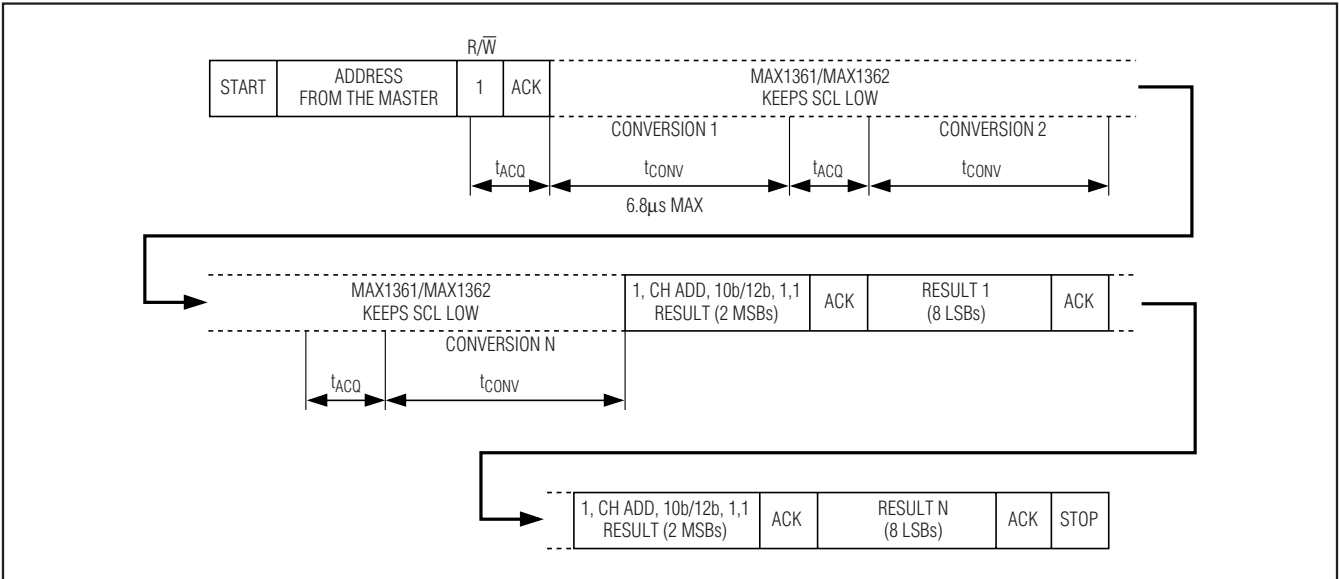 R/W̅
START
ADDRESS
FROM THE MASTER
1
ACK
MAX1361/MAX1362
KEEPS SCL LOW
CONVERSION 1
CONVERSION 2
tACQ
tCONV
tACQ
tCONV
6.8μs MAX
MAX1361/MAX1362
KEEPS SCL LOW
1, CH ADD, 10b/12b, 1,1
RESULT (2 MSBs)
ACK
RESULT 1
(8 LSBs)
ACK
CONVERSION N
tACQ
tCONV
1, CH ADD, 10b/12b, 1,1
RESULT (2 MSBs)
ACK
RESULT N
(8 LSBs)
ACK
STOP